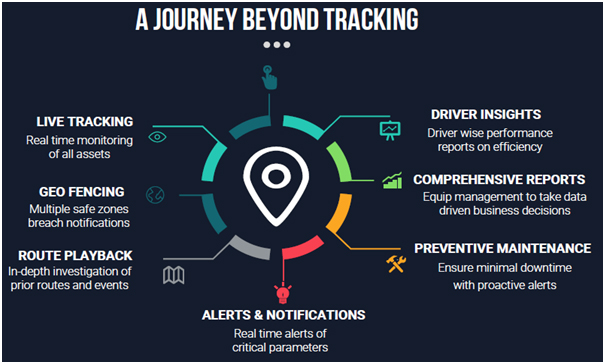 A JOURNEY BEYOND TRACKING
LIVE TRACKING
Real time monitoring
of all assets
GEO FENCING
Multiple safe zones
breach notifications
ROUTE PLAYBACK
In-depth investigation of
prior routes and events
ALERTS & NOTIFICATIONS
Real time alerts of
critical parameters
DRIVER INSIGHTS
Driver wise performance
reports on efficiency
COMPREHENSIVE REPORTS
Equip management to take data
driven business decisions
PREVENTIVE MAINTENANCE
Ensure minimal downtime
with proactive alerts